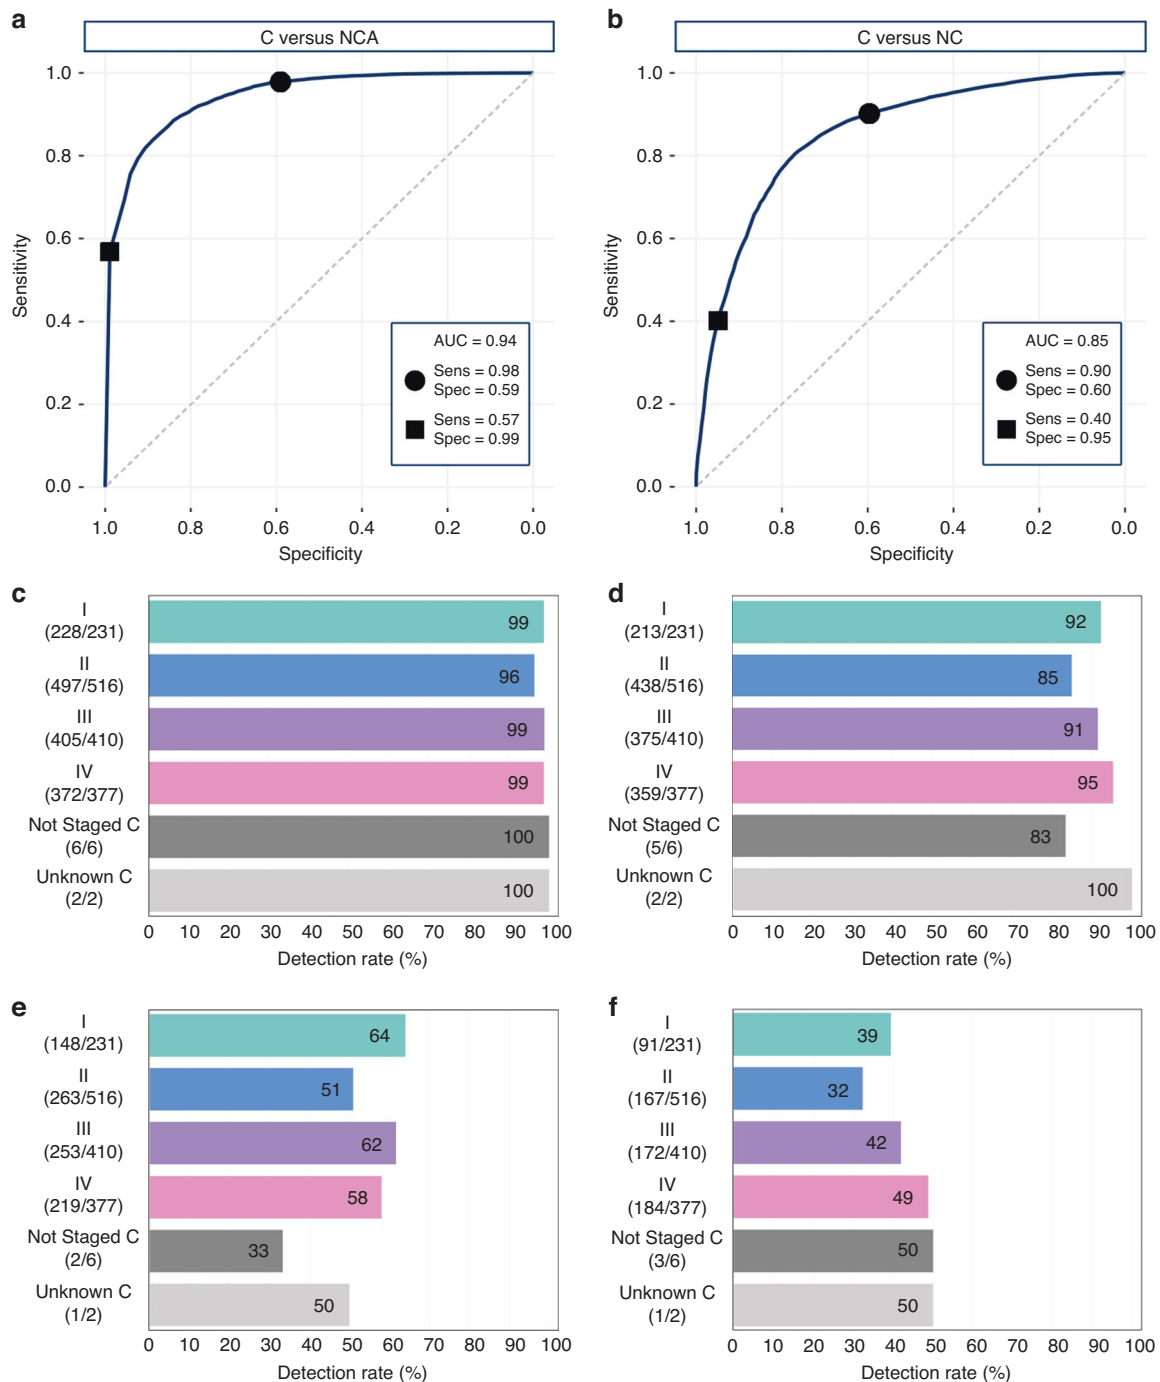 a
C versus NCA
1.0
0.8
0.6
0.4
0.2
0.0
Sensitivity
AUC = 0.94
Sens = 0.98
Spec = 0.59
Sens = 0.57
Spec = 0.99
1.0 0.8 0.6 0.4 0.2 0.0
Specificity
b
C versus NC
1.0
0.8
0.6
0.4
0.2
0.0
Sensitivity
AUC = 0.85
Sens = 0.90
Spec = 0.60
Sens = 0.40
Spec = 0.95
1.0 0.8 0.6 0.4 0.2 0.0
Specificity
c
I
(228/231)
99
II
(497/516)
96
III
(405/410)
99
IV
(372/377)
99
Not Staged C
(6/6)
100
Unknown C
(2/2)
100
0 10 20 30 40 50 60 70 80 90 100
Detection rate (%)
d
I
(213/231)
92
II
(438/516)
85
III
(375/410)
91
IV
(359/377)
95
Not Staged C
(5/6)
83
Unknown C
(2/2)
100
0 10 20 30 40 50 60 70 80 90 100
Detection rate (%)
e
I
(148/231)
64
II
(263/516)
51
III
(253/410)
62
IV
(219/377)
58
Not Staged C
(2/6)
33
Unknown C
(1/2)
50
0 10 20 30 40 50 60 70 80 90 100
Detection rate (%)
f
I
(91/231)
39
II
(167/516)
32
III
(172/410)
42
IV
(184/377)
49
Not Staged C
(3/6)
50
Unknown C
(1/2)
50
0 10 20 30 40 50 60 70 80 90 100
Detection rate (%)